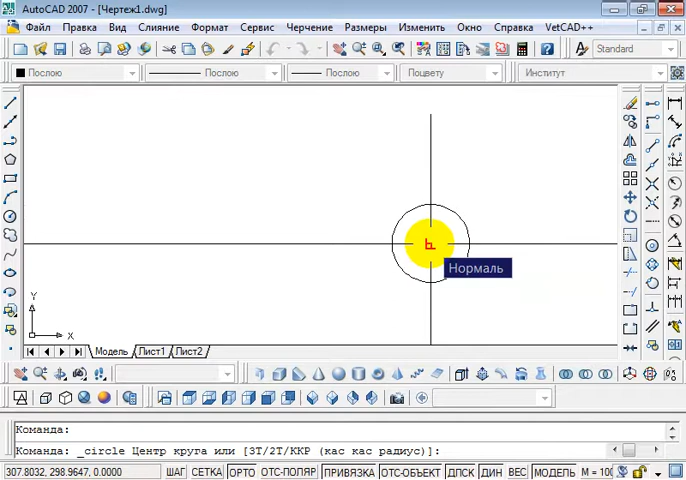 AutoCAD 2007 - [Чертеж1.dwg]
Файл Правка Вид Вставка Слияние Формат Сервис Черчение Размеры Изменить Окно Справка VetCAD++
Standard
Послою Послою Послою Поцвету Институт
Нормаль
Y
X
Модель Лист1 Лист2
Команда:
Команда: _circle Центр круга или [3Т/2Т/ККР (кас кас радиус)]:
307.8032, 298.9647, 0.0000 ШАГ СЕТКА ОРТО ОТС-ПОЛЯР ПРИВЯЗКА ОТС-ОБЪЕКТ ДПСК ДИН ВЕС МОДЕЛЬ М = 100